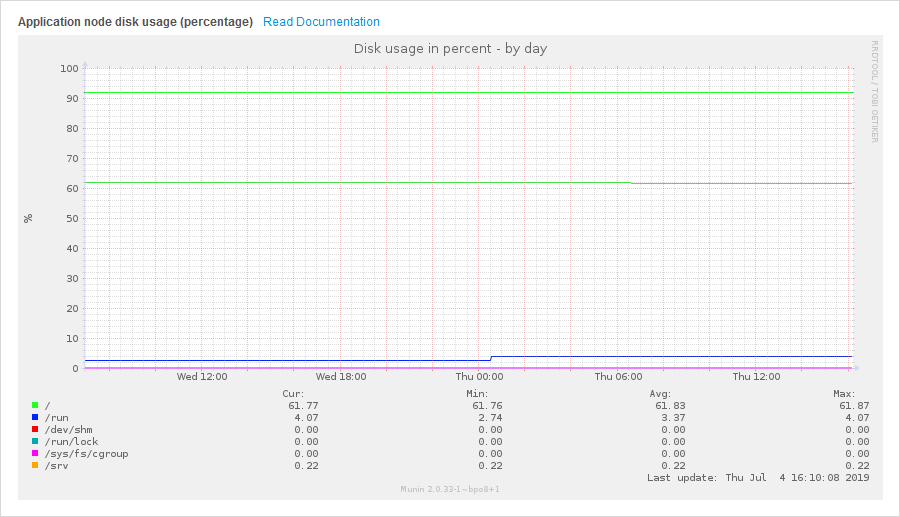 Application node disk usage (percentage) Read Documentation
Disk usage in percent - by day
RRDTOOL / TOBI OETIKER
100
90
80
70
60
50
40
30
20
10
0
%
Wed 12:00 Wed 18:00 Thu 00:00 Thu 06:00 Thu 12:00
Cur: Min: Avg: Max:
/ 61.77 61.76 61.83 61.87
/run 4.07 2.74 3.37 4.07
/dev/shm 0.00 0.00 0.00 0.00
/run/lock 0.00 0.00 0.00 0.00
/sys/fs/cgroup 0.00 0.00 0.00 0.00
/srv 0.22 0.22 0.22 0.22
Last update: Thu Jul 4 16:10:08 2019
Munin 2.0.33-1~bpo8+1